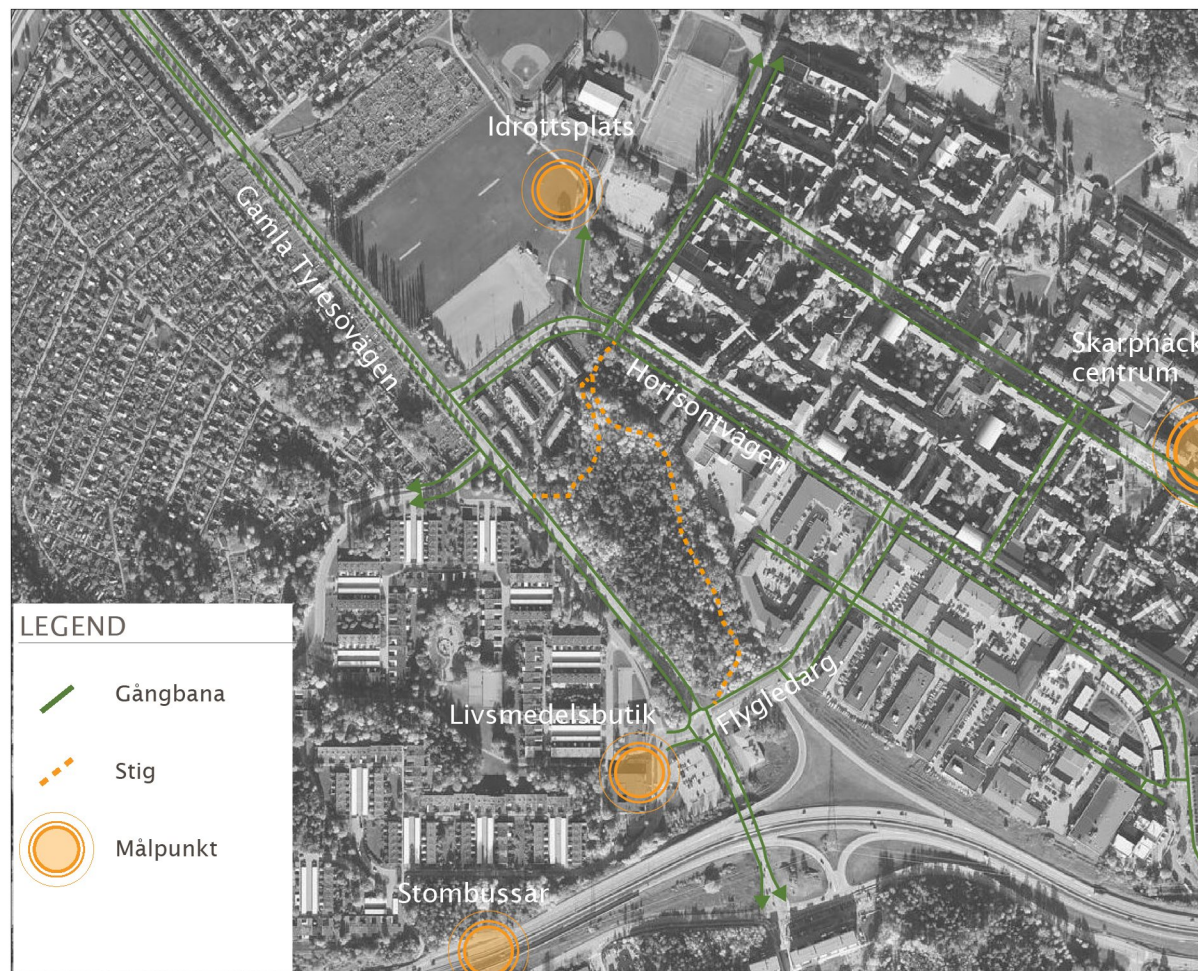 Idrottsplats
Gamla Tyresövägen
Skarpnäck
centrum
Horisontvägen
LEGEND
Gångbana
Livsmedelsbutik
Flygledarg.
Stig
Målpunkt
Stombussar